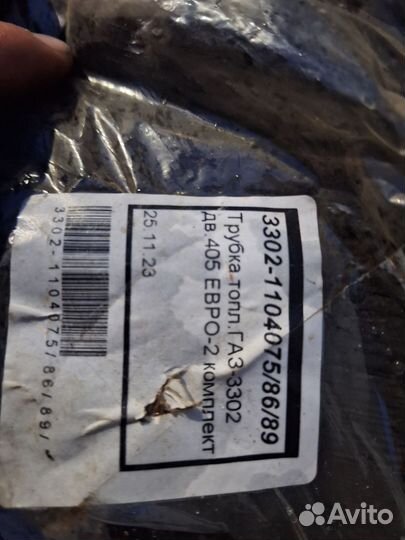 3302-1104075/86/89
Трубка топл.ГАЗ-3302
дв.405 ЕВРО-2 комплект
25.11.23
3302-1104075/86/89/
Avito